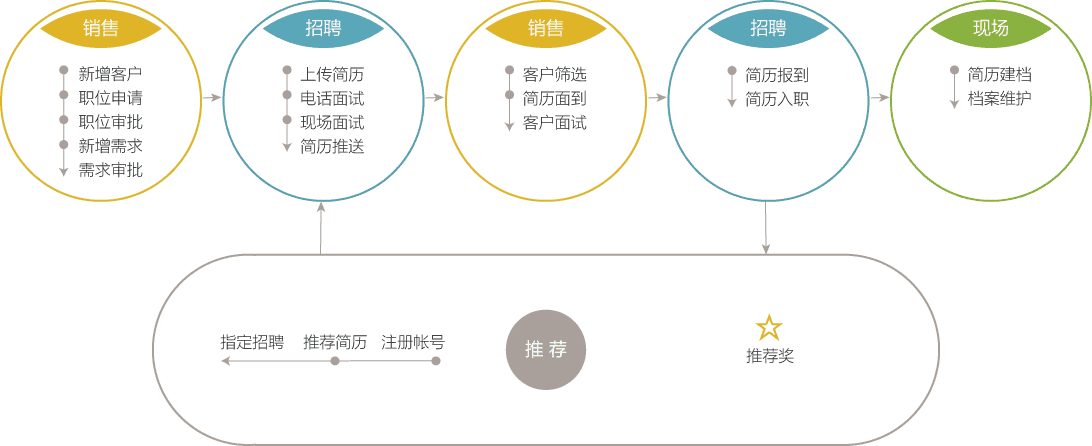 销售
新增客户
职位申请
职位审批
新增需求
需求审批
招聘
上传简历
电话面试
现场面试
简历推送
销售
客户筛选
简历面到
客户面试
招聘
简历报到
简历入职
现场
简历建档
档案维护
指定招聘 推荐简历 注册帐号
推荐
推荐奖